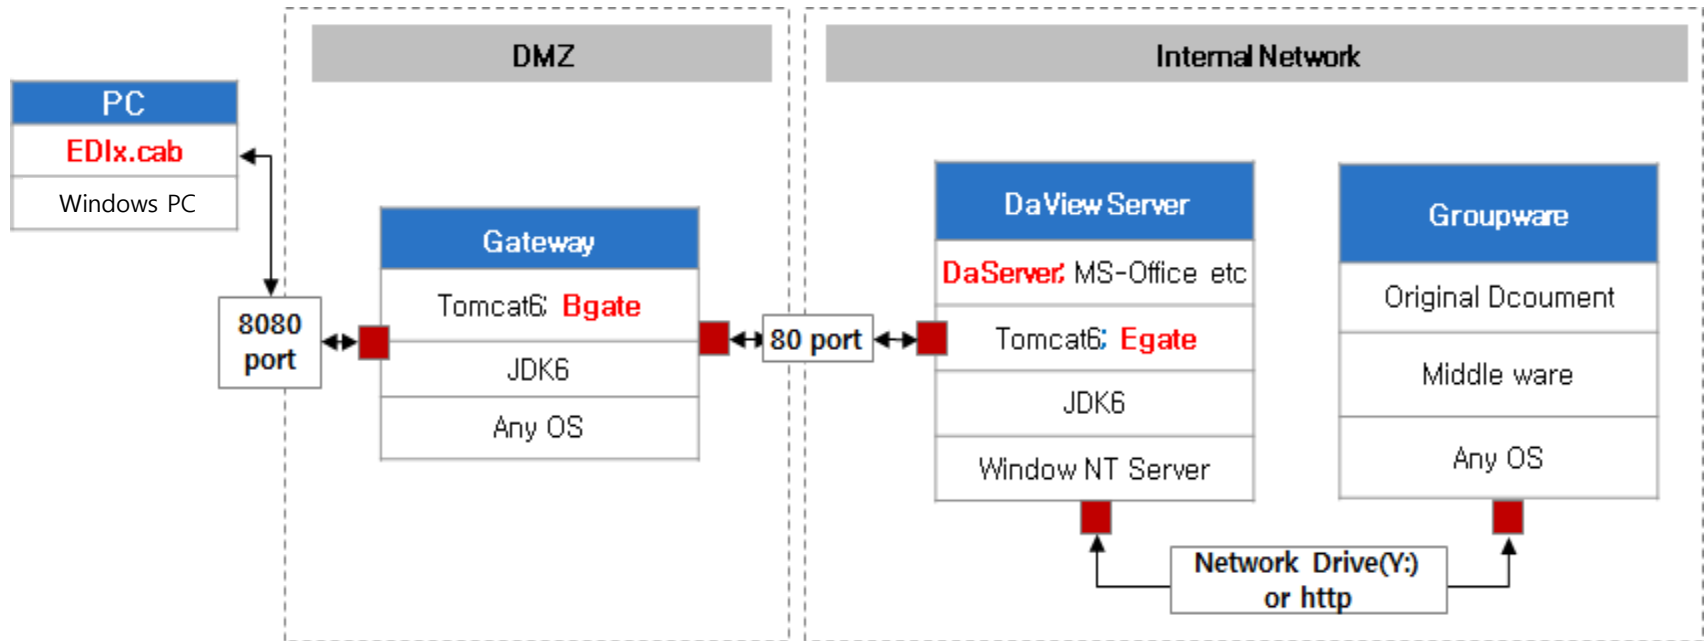 DMZ
Internal Network
PC
EDIx.cab
Windows PC
8080
port
Gateway
Tomcat6; Bgate
JDK6
Any OS
80 port
DaView Server
DaServer; MS-Office etc
Tomcat6; Egate
JDK6
Window NT Server
Groupware
Original Dcoument
Middle ware
Any OS
Network Drive(Y:)
or http